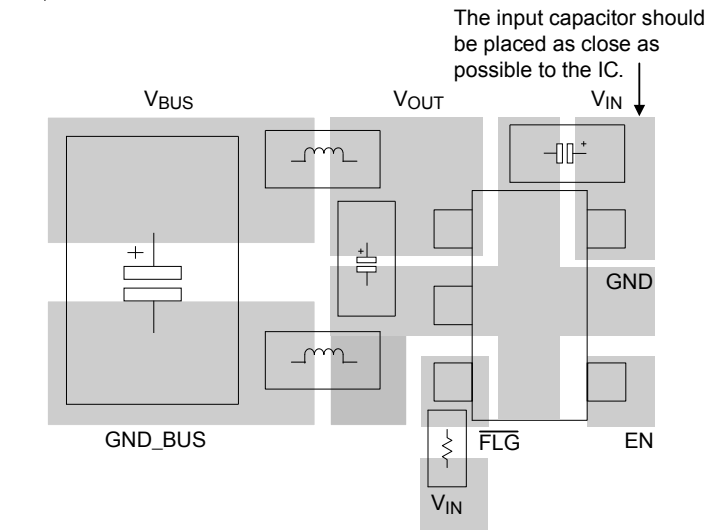 The input capacitor should
be placed as close as
possible to the IC.
VBUS
VOUT
VIN
GND
GND_BUS
FLG
EN
VIN